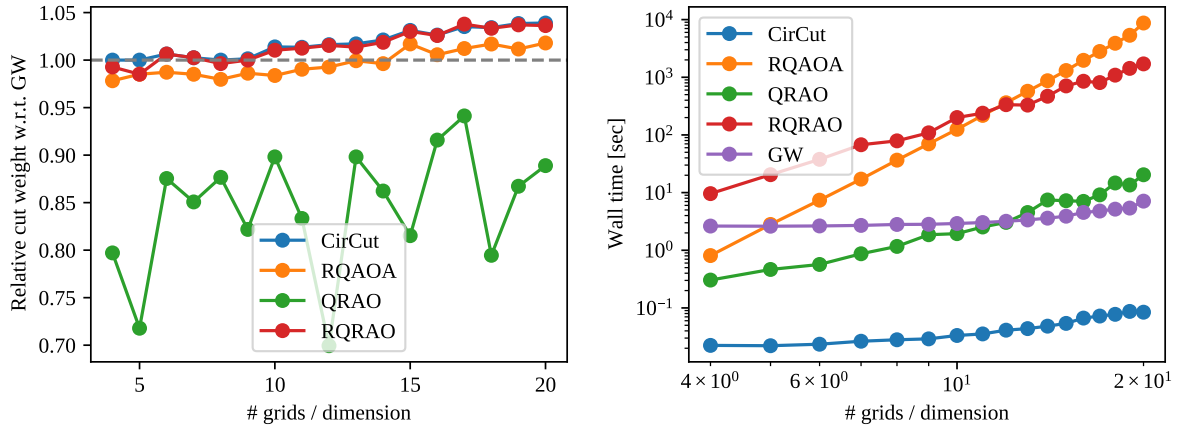 Relative cut weight w.r.t. GW
1.05
1.00
0.95
0.90
0.85
0.80
0.75
0.70
CirCut
RQAOA
QRAO
RQRAO
5
10
15
20
# grids / dimension
Wall time [sec]
10⁴
10³
10²
10¹
10⁰
10⁻¹
CirCut
RQAOA
QRAO
RQRAO
GW
4 × 10⁰
6 × 10⁰
10¹
2 × 10¹
# grids / dimension